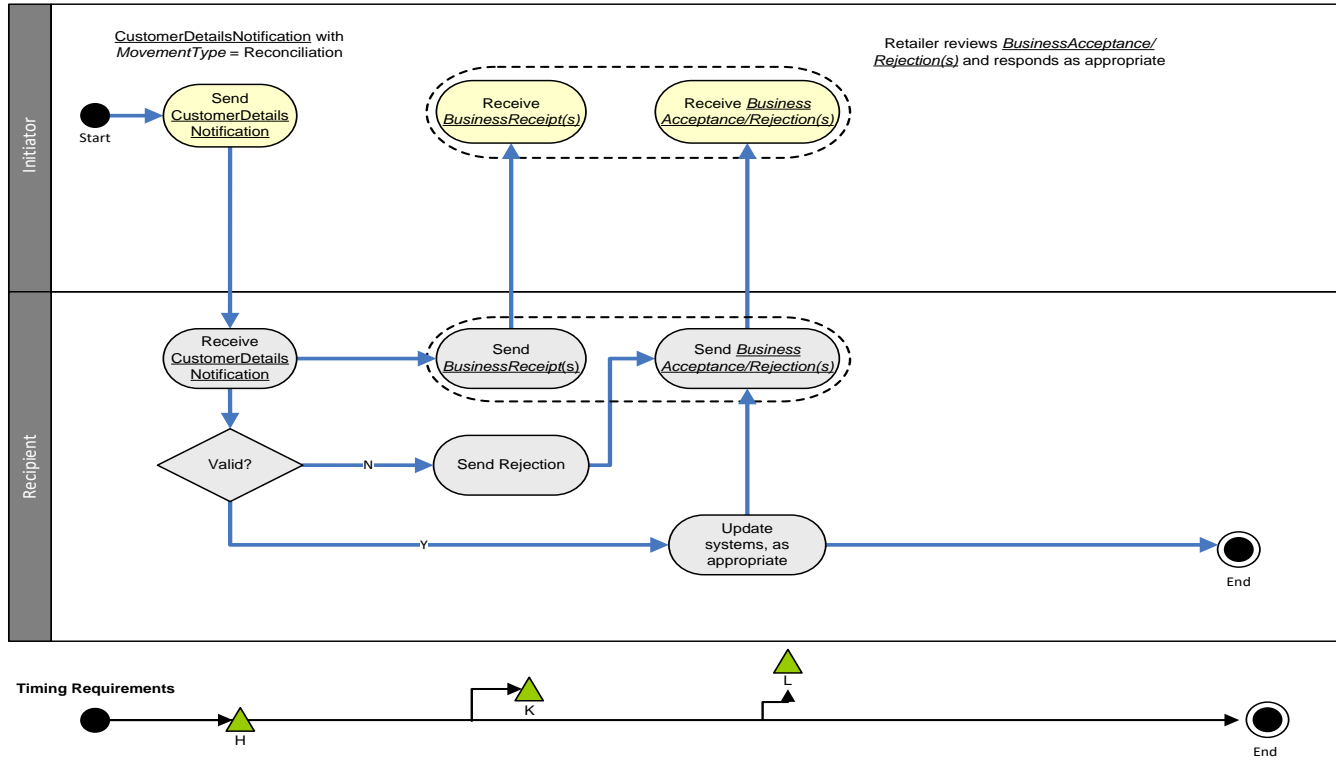 CustomerDetailsNotification with
MovementType = Reconciliation
Retailer reviews BusinessAcceptance/
Rejection(s) and responds as appropriate
Initiator
Start
Send
CustomerDetails
Notification
Receive
BusinessReceipt(s)
Receive Business
Acceptance/Rejection(s)
Recipient
Receive
CustomerDetails
Notification
Send
BusinessReceipt(s)
Send Business
Acceptance/Rejection(s)
Valid?
N
Send Rejection
Y
Update
systems, as
appropriate
End
Timing Requirements
H
K
L
End